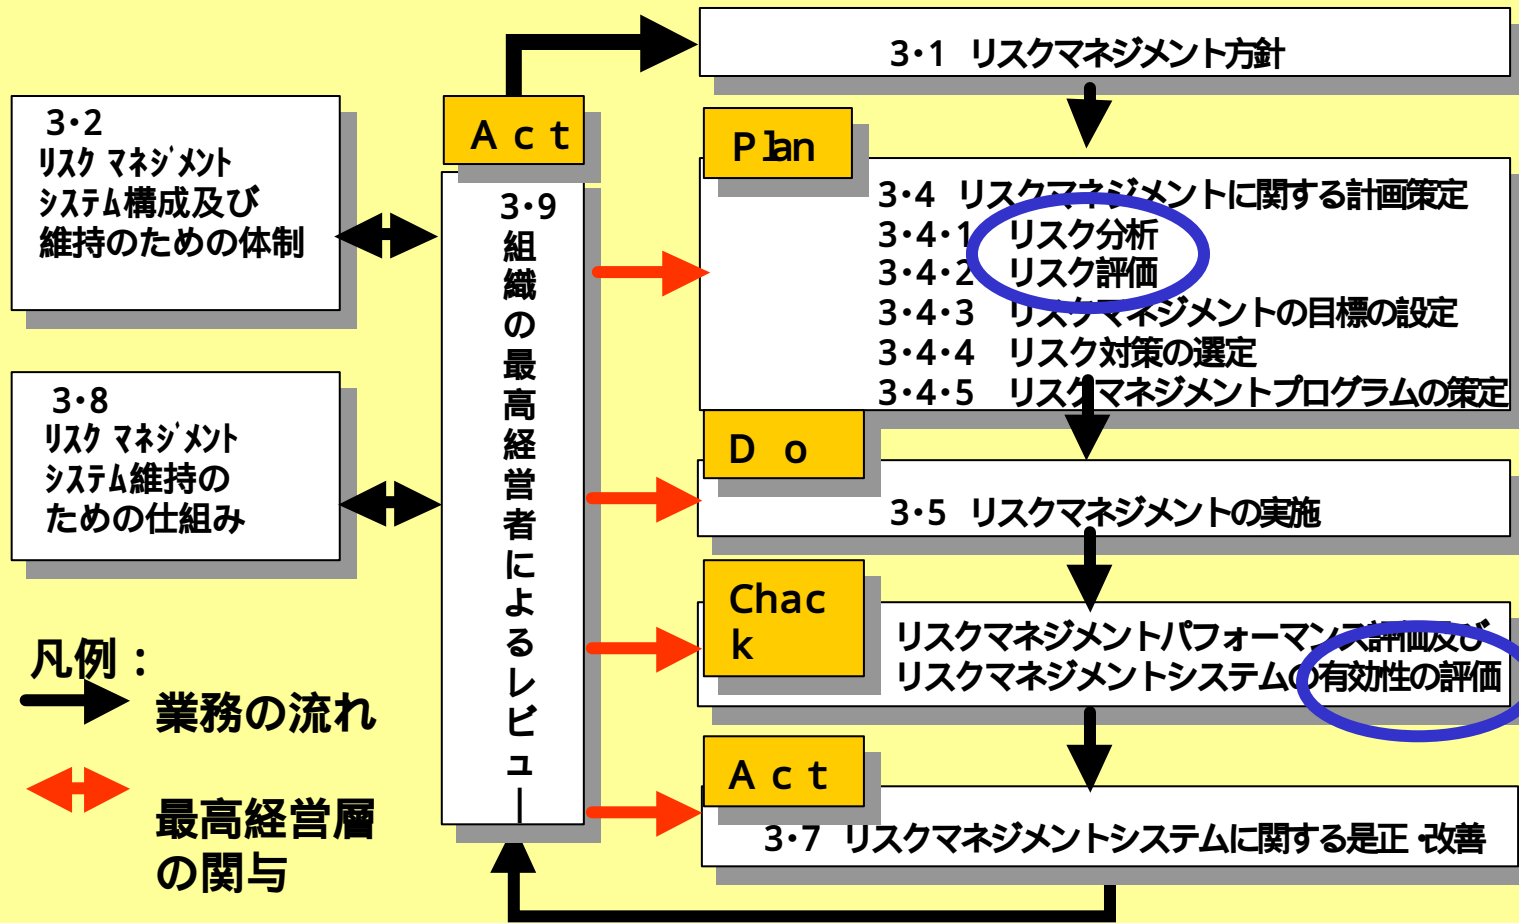 3・1 リスクマネジメント方針
3・2
リスク マネジメント
システム構成及び
維持のための体制
Act
3・9
組織の最高経営者によるレビュー
Plan
3・4 リスクマネジメントに関する計画策定
3・4・1 リスク分析
3・4・2 リスク評価
3・4・3 リスクマネジメントの目標の設定
3・4・4 リスク対策の選定
3・4・5 リスクマネジメントプログラムの策定
3・8
リスク マネジメント
システム維持の
ための仕組み
Do
3・5 リスクマネジメントの実施
Chac
k
リスクマネジメントパフォーマンス評価及び
リスクマネジメントシステムの有効性の評価
Act
3・7 リスクマネジメントシステムに関する是正・改善
凡例：
業務の流れ
最高経営層
の関与